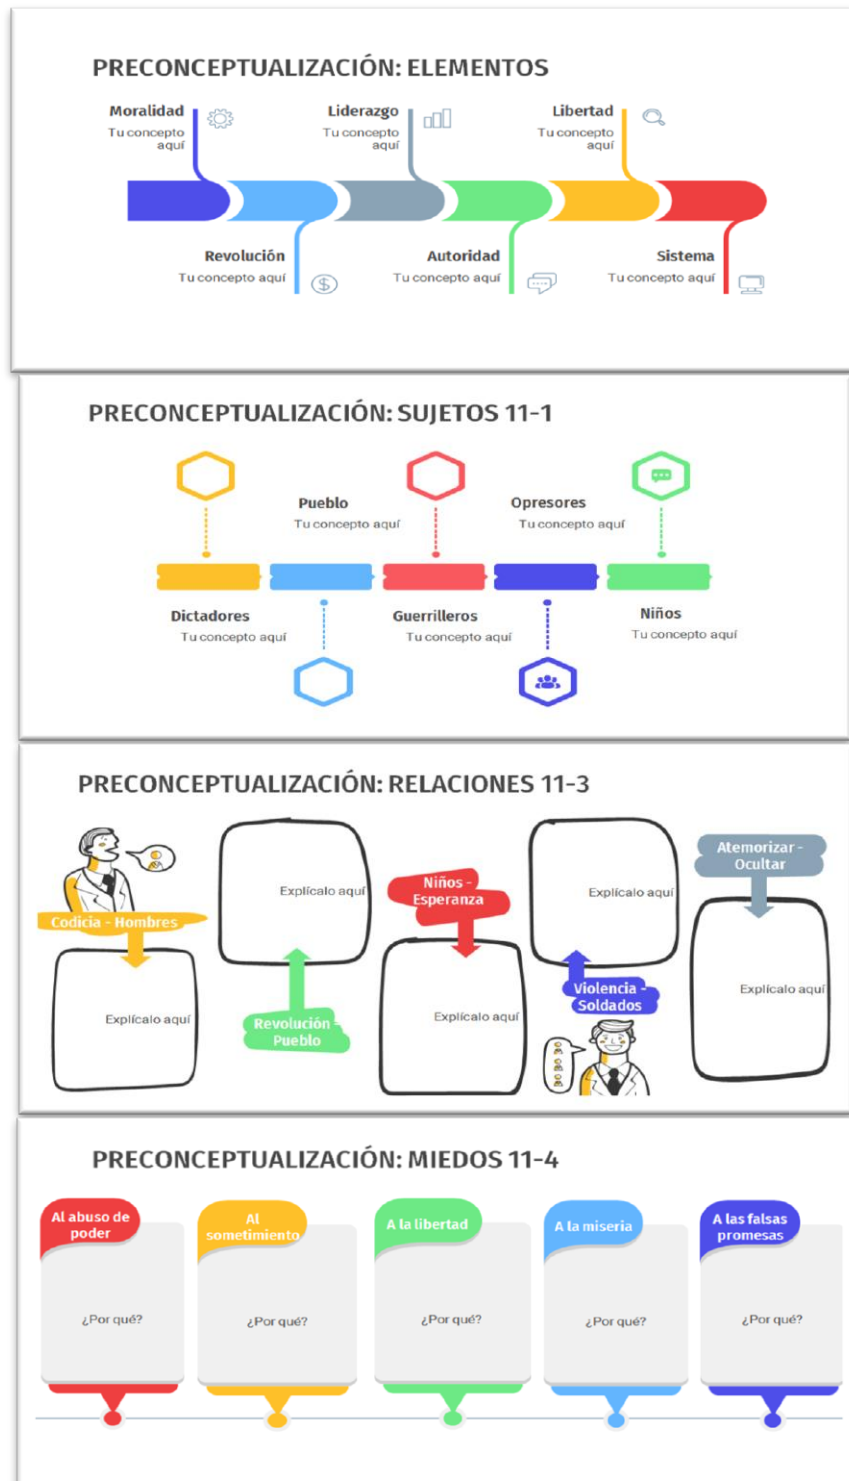 PRECONCEPTUALIZACIÓN: ELEMENTOS
Moralidad
Tu concepto
aquí
Liderazgo
Tu concepto
aquí
Libertad
Tu concepto
aquí
Revolución
Tu concepto aquí
$
Autoridad
Tu concepto aquí
Sistema
Tu concepto aquí
PRECONCEPTUALIZACIÓN: SUJETOS 11-1
Pueblo
Tu concepto aquí
Opresores
Tu concepto aquí
Dictadores
Tu concepto aquí
Guerrilleros
Tu concepto aquí
Niños
Tu concepto aquí
PRECONCEPTUALIZACIÓN: RELACIONES 11-3
Codicia - Hombres
Explícalo aquí
Explícalo aquí
Revolución -
Pueblo
Niños -
Esperanza
Explícalo aquí
Explícalo aquí
Violencia -
Soldados
Atemorizar -
Ocultar
Explícalo aquí
PRECONCEPTUALIZACIÓN: MIEDOS 11-4
Al abuso de
poder
¿Por qué?
Al
sometimiento
¿Por qué?
A la libertad
¿Por qué?
A la miseria
¿Por qué?
A las falsas
promesas
¿Por qué?